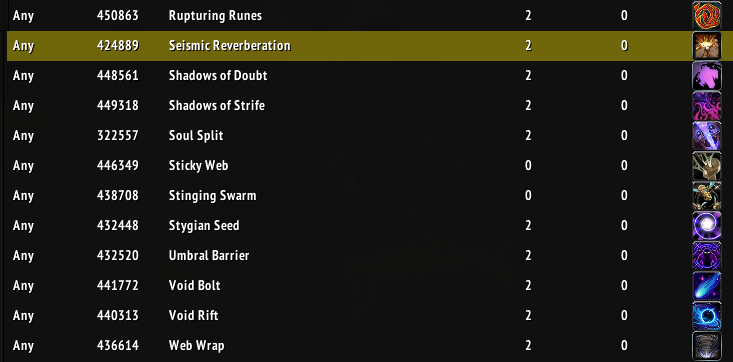 Any 450863 Rupturing Runes 2 0
Any 424889 Seismic Reverberation 2 0
Any 448561 Shadows of Doubt 2 0
Any 449318 Shadows of Strife 2 0
Any 322557 Soul Split 2 0
Any 446349 Sticky Web 0 0
Any 438708 Stinging Swarm 0 0
Any 432448 Stygian Seed 2 0
Any 432520 Umbral Barrier 2 0
Any 441772 Void Bolt 2 0
Any 440313 Void Rift 2 0
Any 436614 Web Wrap 2 0